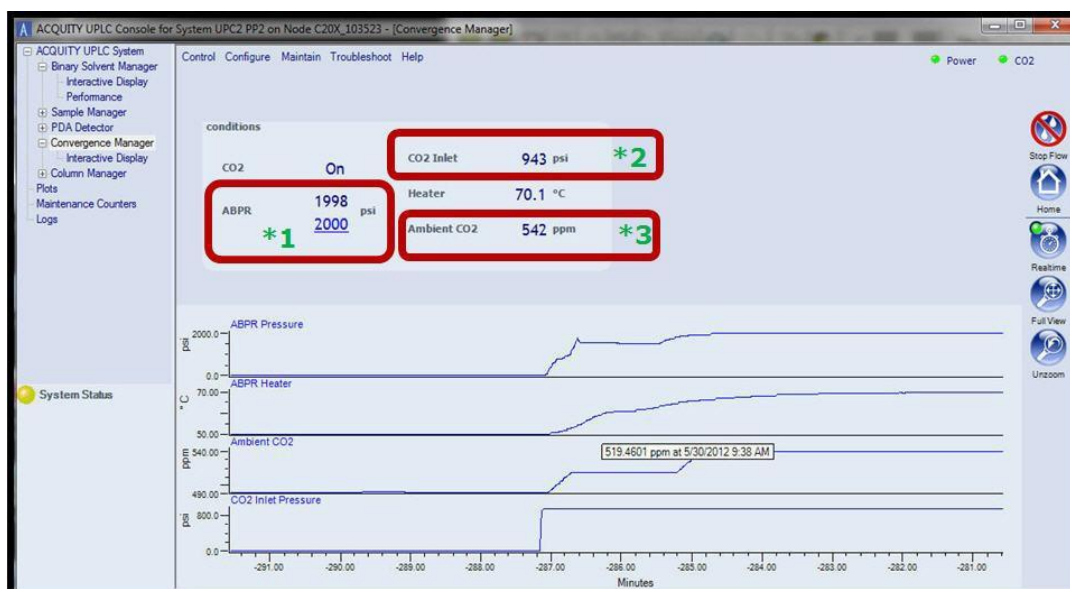 ACQUITY UPLC Console for System UPC2 PP2 on Node C20X_103523 - [Convergence Manager]
ACQUITY UPLC System
Binary Solvent Manager
Interactive Display
Performance
Sample Manager
PDA Detector
Convergence Manager
Interactive Display
Column Manager
Plots
Maintenance Counters
Logs
System Status
Control Configure Maintain Troubleshoot Help
Power CO2
conditions
CO2 On
ABPR 1998 psi
2000
*1
CO2 Inlet 943 psi *2
Heater 70.1 °C
Ambient CO2 542 ppm *3
Stop Flow
Home
Realtime
Full View
Unzoom
ABPR Pressure
psi
2000.0
0.0
ABPR Heater
°C
70.00
50.00
Ambient CO2
ppm
540.00
490.00
519.4601 ppm at 5/30/2012 9:38 AM
CO2 Inlet Pressure
psi
800.0
0.0
-291.00 -290.00 -289.00 -288.00 -287.00 -286.00 -285.00 -284.00 -283.00 -282.00 -281.00
Minutes